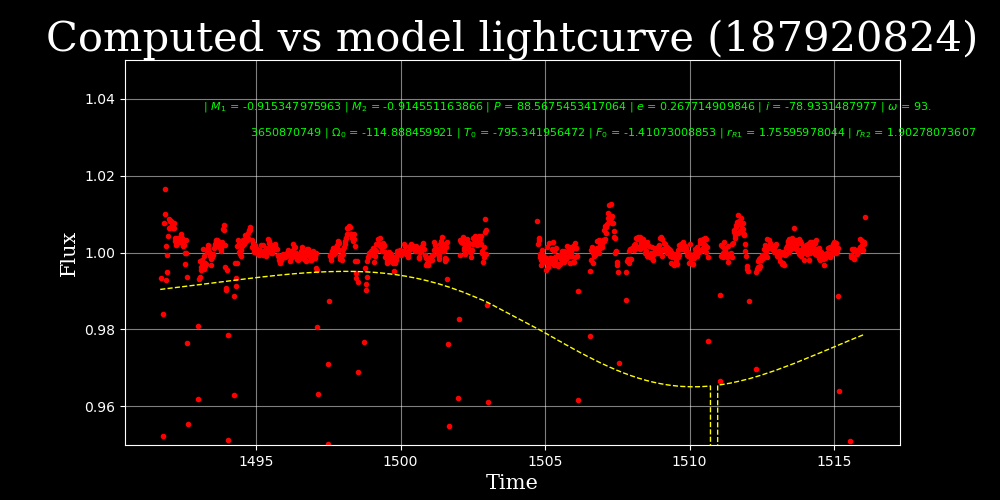 Computed vs model lightcurve (187920824)
| M₁ = -0.915347975963 | M₂ = -0.914551163866 | P = 88.5675453417064 | e = 0.267714909846 | i = -78.9331487977 | ω = 93.
3650870749 | Ω₀ = -114.888459921 | T₀ = -795.341956472 | F₀ = -1.41073008853 | r_R1 = 1.75595978044 | r_R2 = 1.90278073607
1.04
1.02
1.00
0.98
0.96
Flux
1495 1500 1505 1510 1515
Time